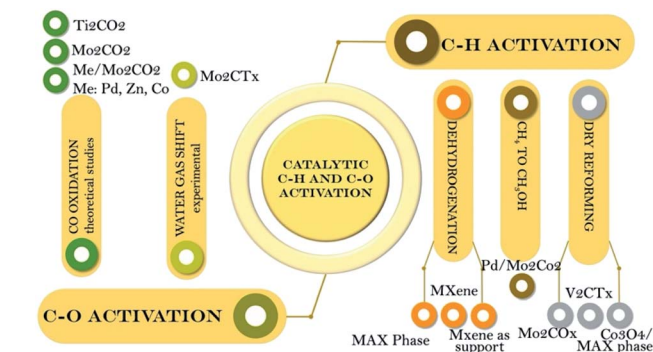 Ti2CO2
Mo2CO2
Me/Mo2CO2
Me: Pd, Zn, Co
Mo2CTx
CO OXIDATION
theoretical studies
WATER GAS SHIFT
experimental
C-O ACTIVATION
CATALYTIC
C-H AND C-O
ACTIVATION
C-H ACTIVATION
DEHYDROGENATION
CH₄ TO CH₃OH
DRY REFORMING
MAX Phase
MXene
Mxene as
support
Pd/Mo2Co2
Mo2COx
V2CTx
Co3O4/
MAX phase